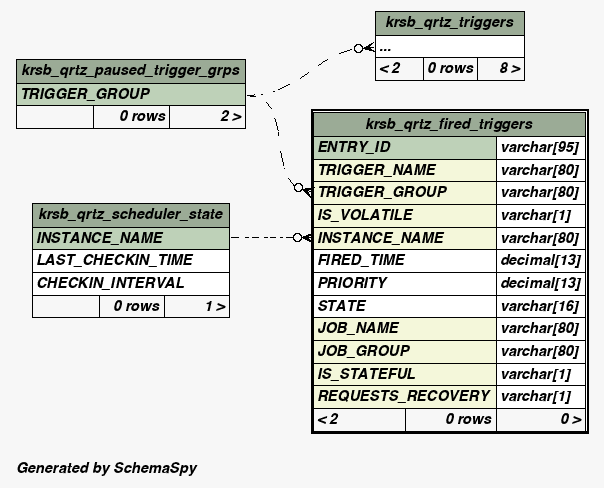 krsb_qrtz_triggers
...
< 2 0 rows 8 >
krsb_qrtz_paused_trigger_grps
TRIGGER_GROUP
0 rows 2 >
krsb_qrtz_fired_triggers
ENTRY_ID varchar[95]
TRIGGER_NAME varchar[80]
TRIGGER_GROUP varchar[80]
IS_VOLATILE varchar[1]
INSTANCE_NAME varchar[80]
FIRED_TIME decimal[13]
PRIORITY decimal[13]
STATE varchar[16]
JOB_NAME varchar[80]
JOB_GROUP varchar[80]
IS_STATEFUL varchar[1]
REQUESTS_RECOVERY varchar[1]
< 2 0 rows 0 >
krsb_qrtz_scheduler_state
INSTANCE_NAME
LAST_CHECKIN_TIME
CHECKIN_INTERVAL
0 rows 1 >
Generated by SchemaSpy